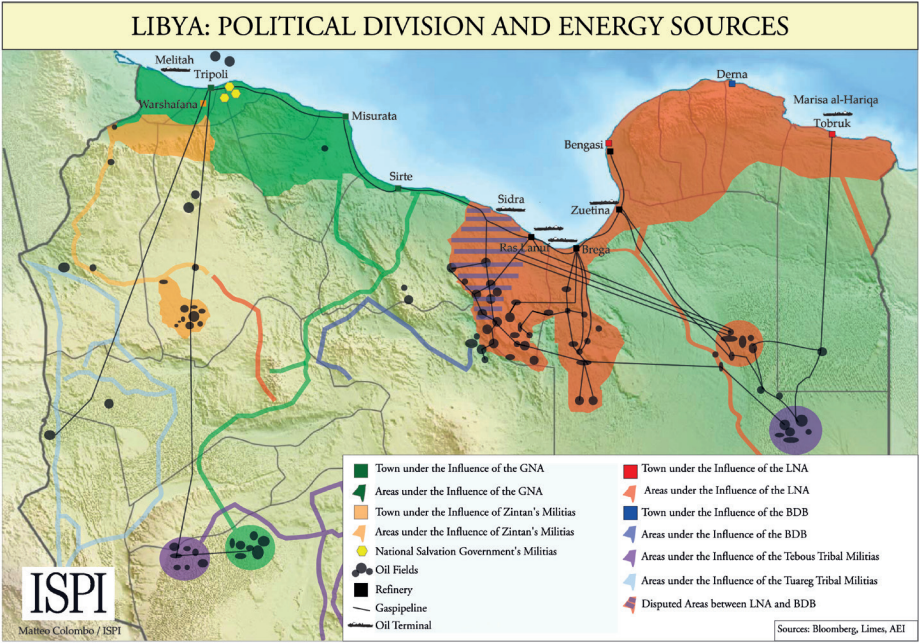 LIBYA: POLITICAL DIVISION AND ENERGY SOURCES
Melitah
Tripoli
Warshafana
Misurata
Sirte
Sidra
Ras Lanuf
Brega
Zuetina
Bengasi
Derna
Marisa al-Hariqa
Tobruk
Town under the Influence of the GNA
Areas under the Influence of the GNA
Town under the Influence of Zintan's Militias
Areas under the Influence of Zintan's Militias
National Salvation Government's Militias
Oil Fields
Refinery
Gaspipeline
Oil Terminal
Town under the Influence of the LNA
Areas under the Influence of the LNA
Town under the Influence of the BDB
Areas under the Influence of the BDB
Areas under the Influence of the Tebous Tribal Militias
Areas under the Influence of the Tuareg Tribal Militias
Disputed Areas between LNA and BDB
ISPI
Matteo Colombo / ISPI
Sources: Bloomberg, Limes, AEI